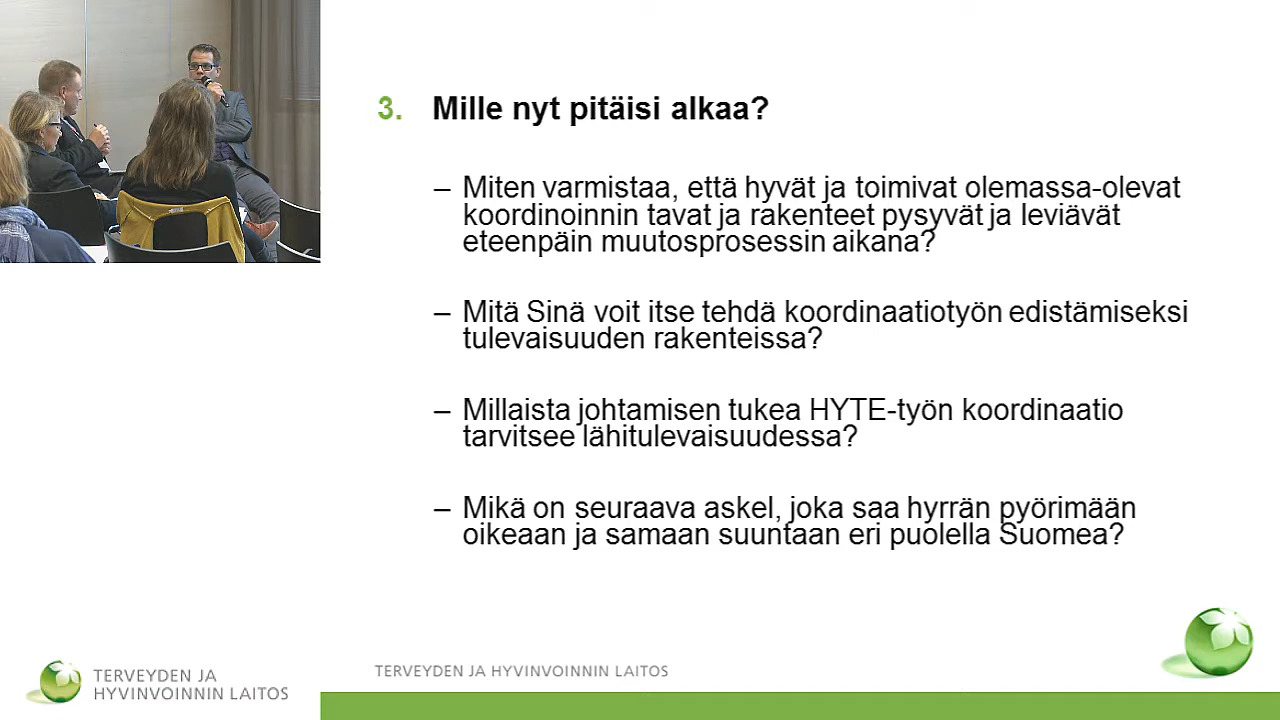 3. Mille nyt pitäisi alkaa?
– Miten varmistaa, että hyvät ja toimivat olemassa-olevat
koordinoinnin tavat ja rakenteet pysyvät ja leviävät
eteenpäin muutosprosessin aikana?
– Mitä Sinä voit itse tehdä koordinaatiotyön edistämiseksi
tulevaisuuden rakenteissa?
– Millaista johtamisen tukea HYTE-työn koordinaatio
tarvitsee lähitulevaisuudessa?
– Mikä on seuraava askel, joka saa hyrrän pyörimään
oikeaan ja samaan suuntaan eri puolella Suomea?
TERVEYDEN JA
HYVINVOINNIN LAITOS
TERVEYDEN JA HYVINVOINNIN LAITOS